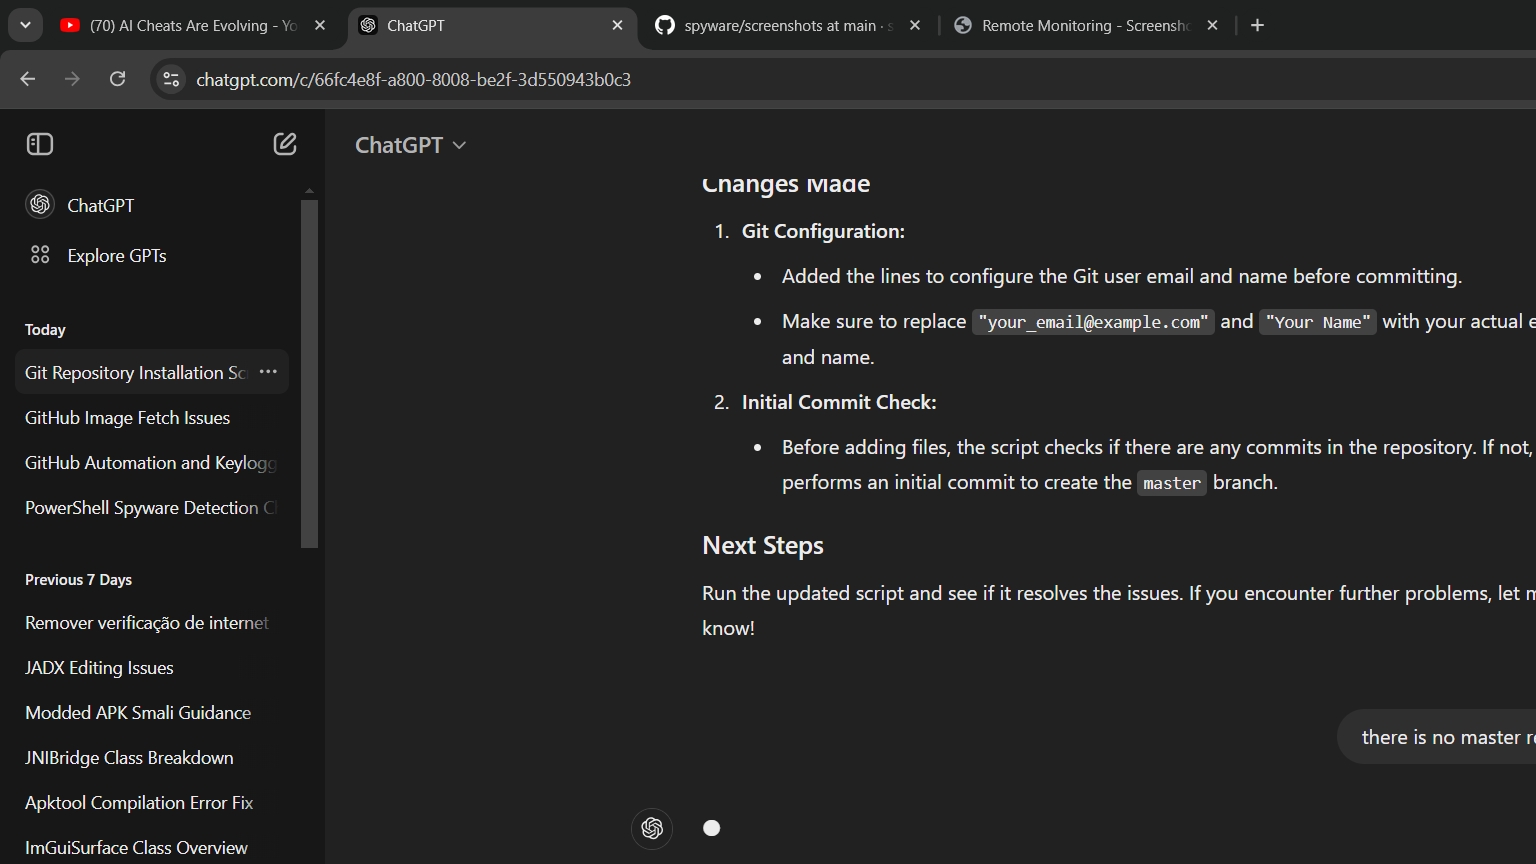 (70) AI Cheats Are Evolving - Yo
ChatGPT
spyware/screenshots at main · s
Remote Monitoring - Screensho
chatgpt.com/c/66fc4e8f-a800-8008-be2f-3d550943b0c3
ChatGPT
Explore GPTs
Today
Git Repository Installation Scr
GitHub Image Fetch Issues
GitHub Automation and Keylogg
PowerShell Spyware Detection C
Previous 7 Days
Remover verificação de internet
JADX Editing Issues
Modded APK Smali Guidance
JNIBridge Class Breakdown
Apktool Compilation Error Fix
ImGuiSurface Class Overview
ChatGPT
Changes Made
1. Git Configuration:
• Added the lines to configure the Git user email and name before committing.
• Make sure to replace "your_email@example.com" and "Your Name" with your actual e
and name.
2. Initial Commit Check:
• Before adding files, the script checks if there are any commits in the repository. If not,
performs an initial commit to create the master branch.
Next Steps
Run the updated script and see if it resolves the issues. If you encounter further problems, let m
know!
there is no master re